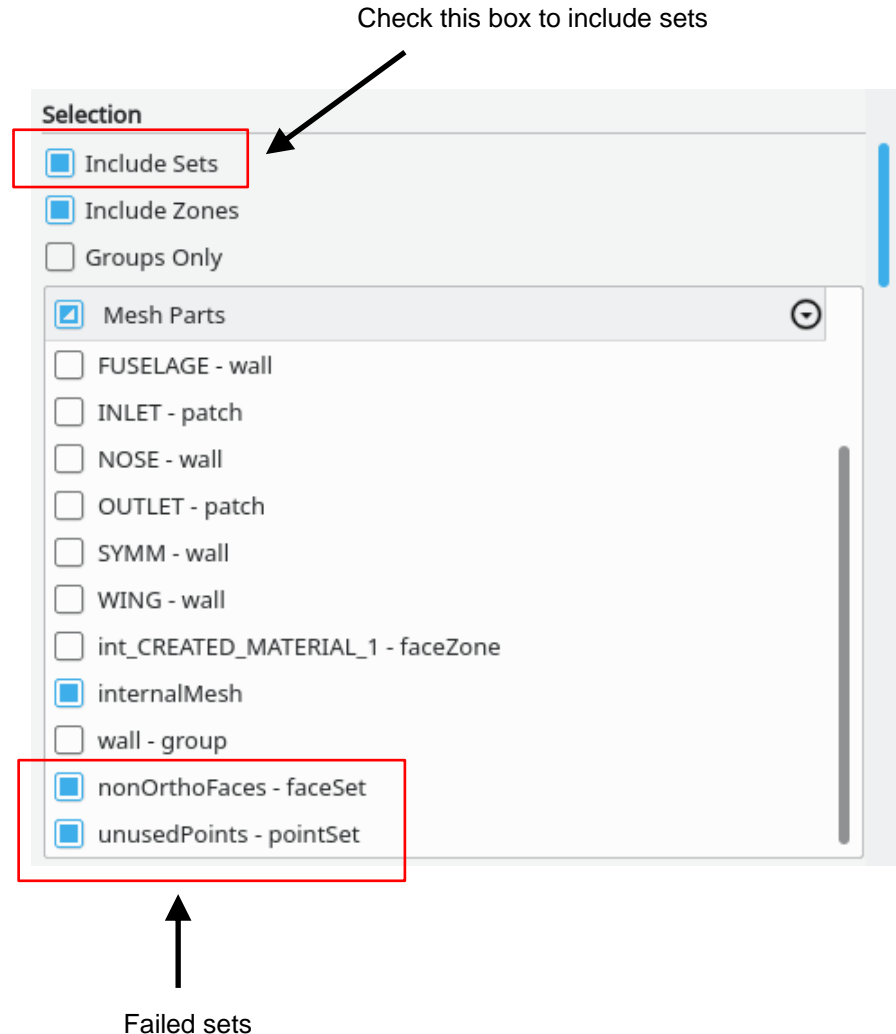 Check this box to include sets
Selection
Include Sets
Include Zones
Groups Only
Mesh Parts
FUSELAGE - wall
INLET - patch
NOSE - wall
OUTLET - patch
SYMM - wall
WING - wall
int_CREATED_MATERIAL_1 - faceZone
internalMesh
wall - group
nonOrthoFaces - faceSet
unusedPoints - pointSet
Failed sets